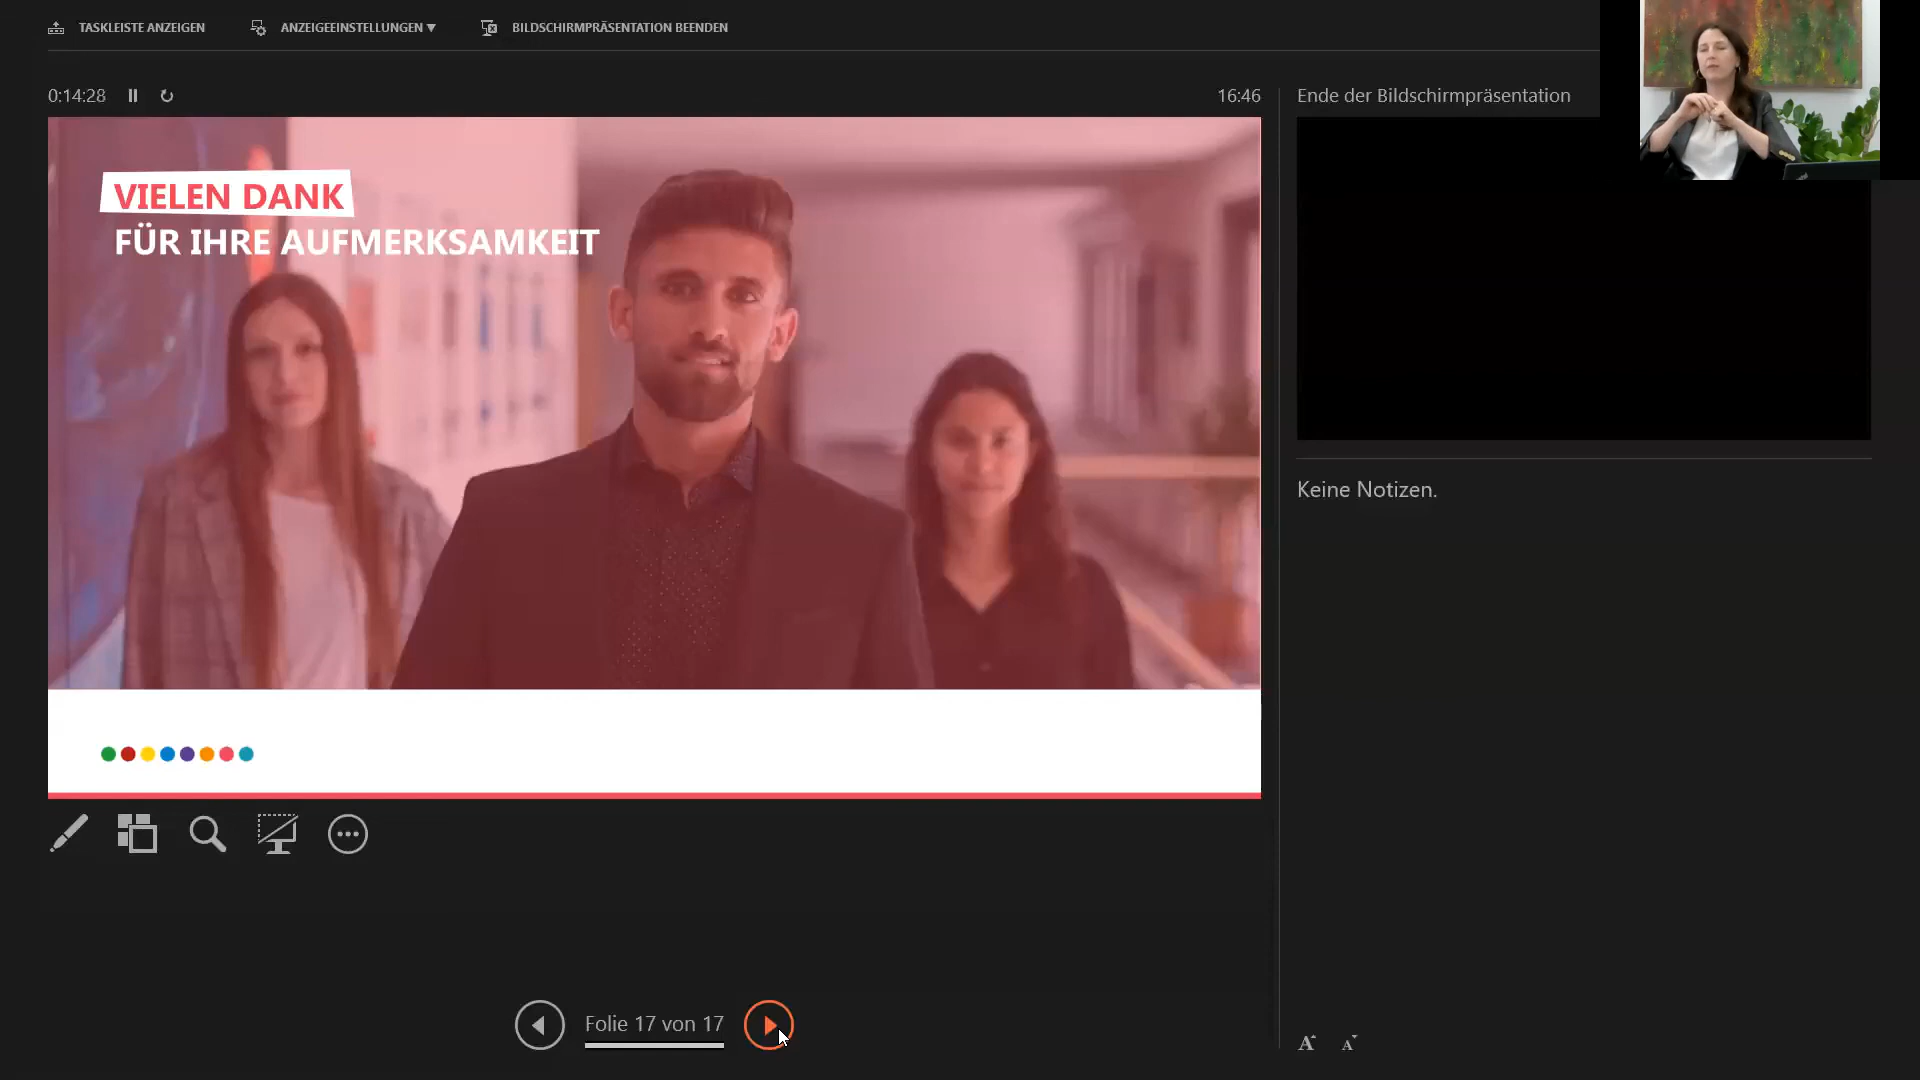 TASKLEISTE ANZEIGEN
ANZEIGEEINSTELLUNGEN ▼
BILDSCHIRMPRÄSENTATION BEENDEN
0:14:28
16:46
Ende der Bildschirmpräsentation
VIELEN DANK
FÜR IHRE AUFMERKSAMKEIT
Keine Notizen.
Folie 17 von 17
A
A